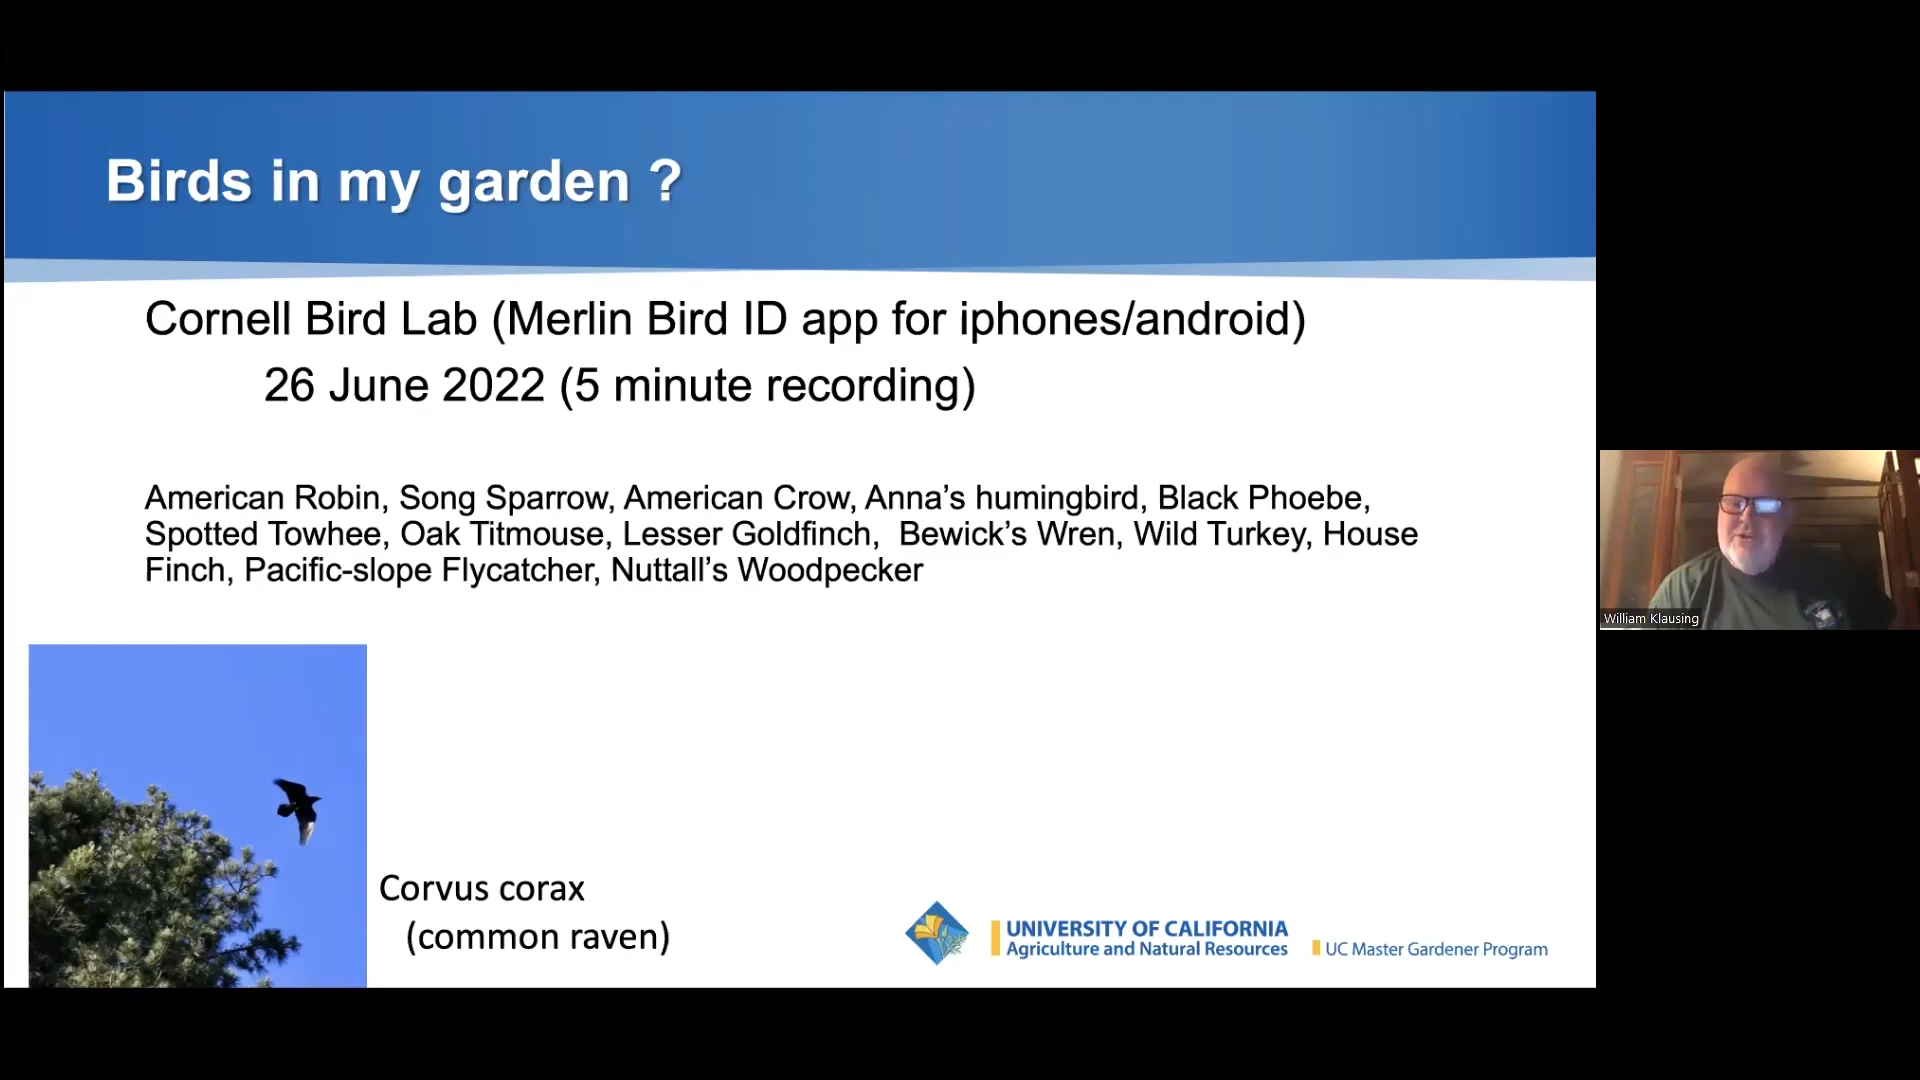 Birds in my garden ?
Cornell Bird Lab (Merlin Bird ID app for iphones/android)
26 June 2022 (5 minute recording)
American Robin, Song Sparrow, American Crow, Anna’s humingbird, Black Phoebe,
Spotted Towhee, Oak Titmouse, Lesser Goldfinch,  Bewick’s Wren, Wild Turkey, House
Finch, Pacific-slope Flycatcher, Nuttall’s Woodpecker
William Klausing
Corvus corax
(common raven)
UNIVERSITY OF CALIFORNIA
Agriculture and Natural Resources
UC Master Gardener Program